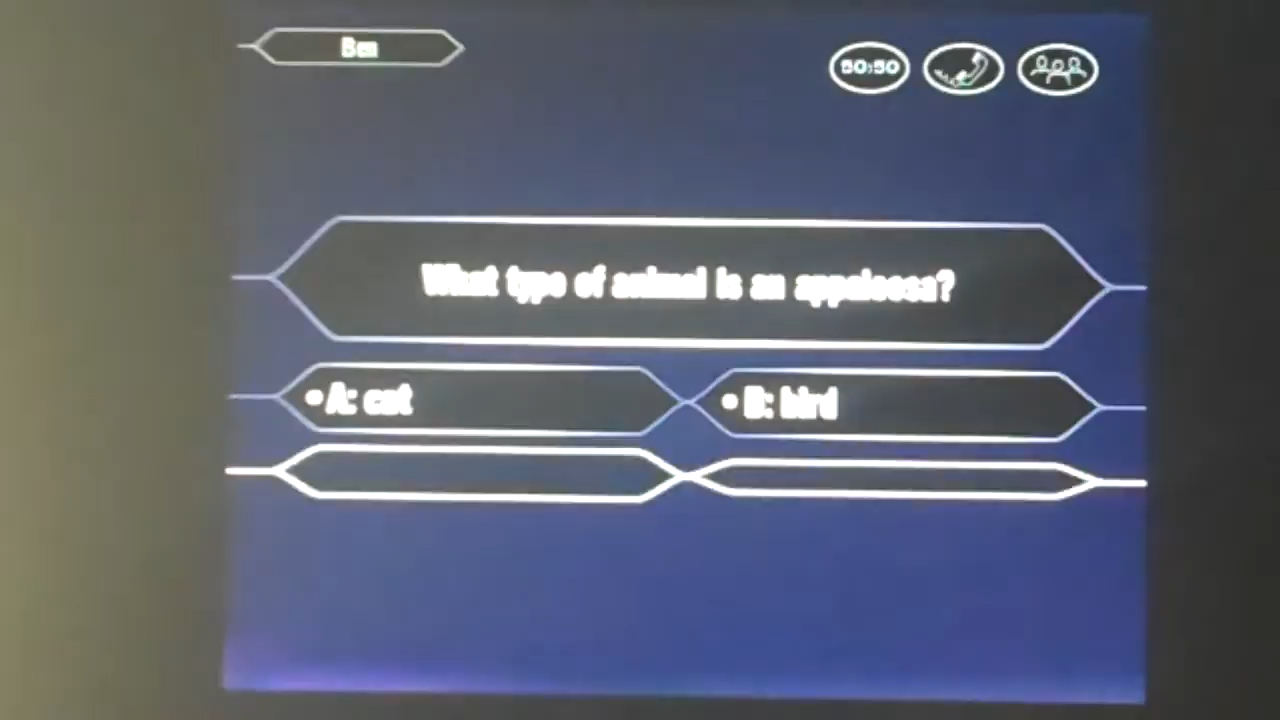 Ben
50:50
What type of animal is an appaloosa?
• A: cat
• B: bird